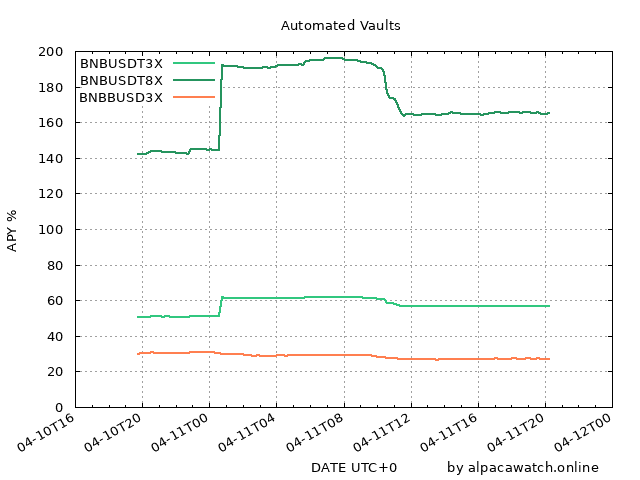 Automated Vaults
BNBUSDT3X
BNBUSDT8X
BNBBUSD3X
APY %
200
180
160
140
120
100
80
60
40
20
0
04-10T16
04-10T20
04-11T00
04-11T04
04-11T08
04-11T12
04-11T16
04-11T20
04-12T00
DATE UTC+0
by alpacawatch.online